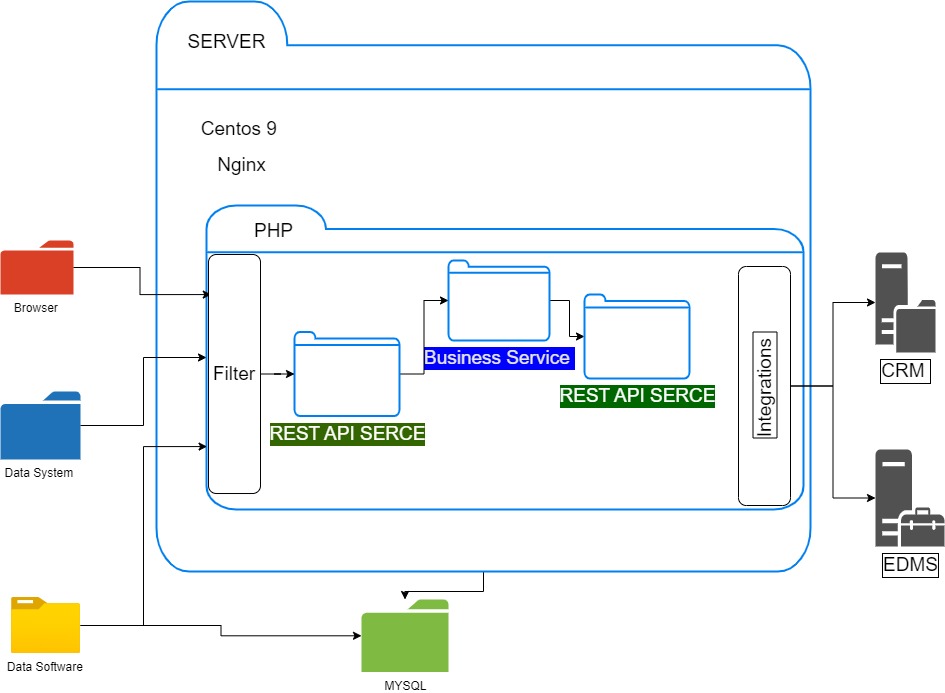 SERVER
Centos 9
Nginx
PHP
Browser
Filter
Business Service
REST API SERCE
REST API SERCE
Integrations
CRM
Data System
EDMS
Data Software
MYSQL